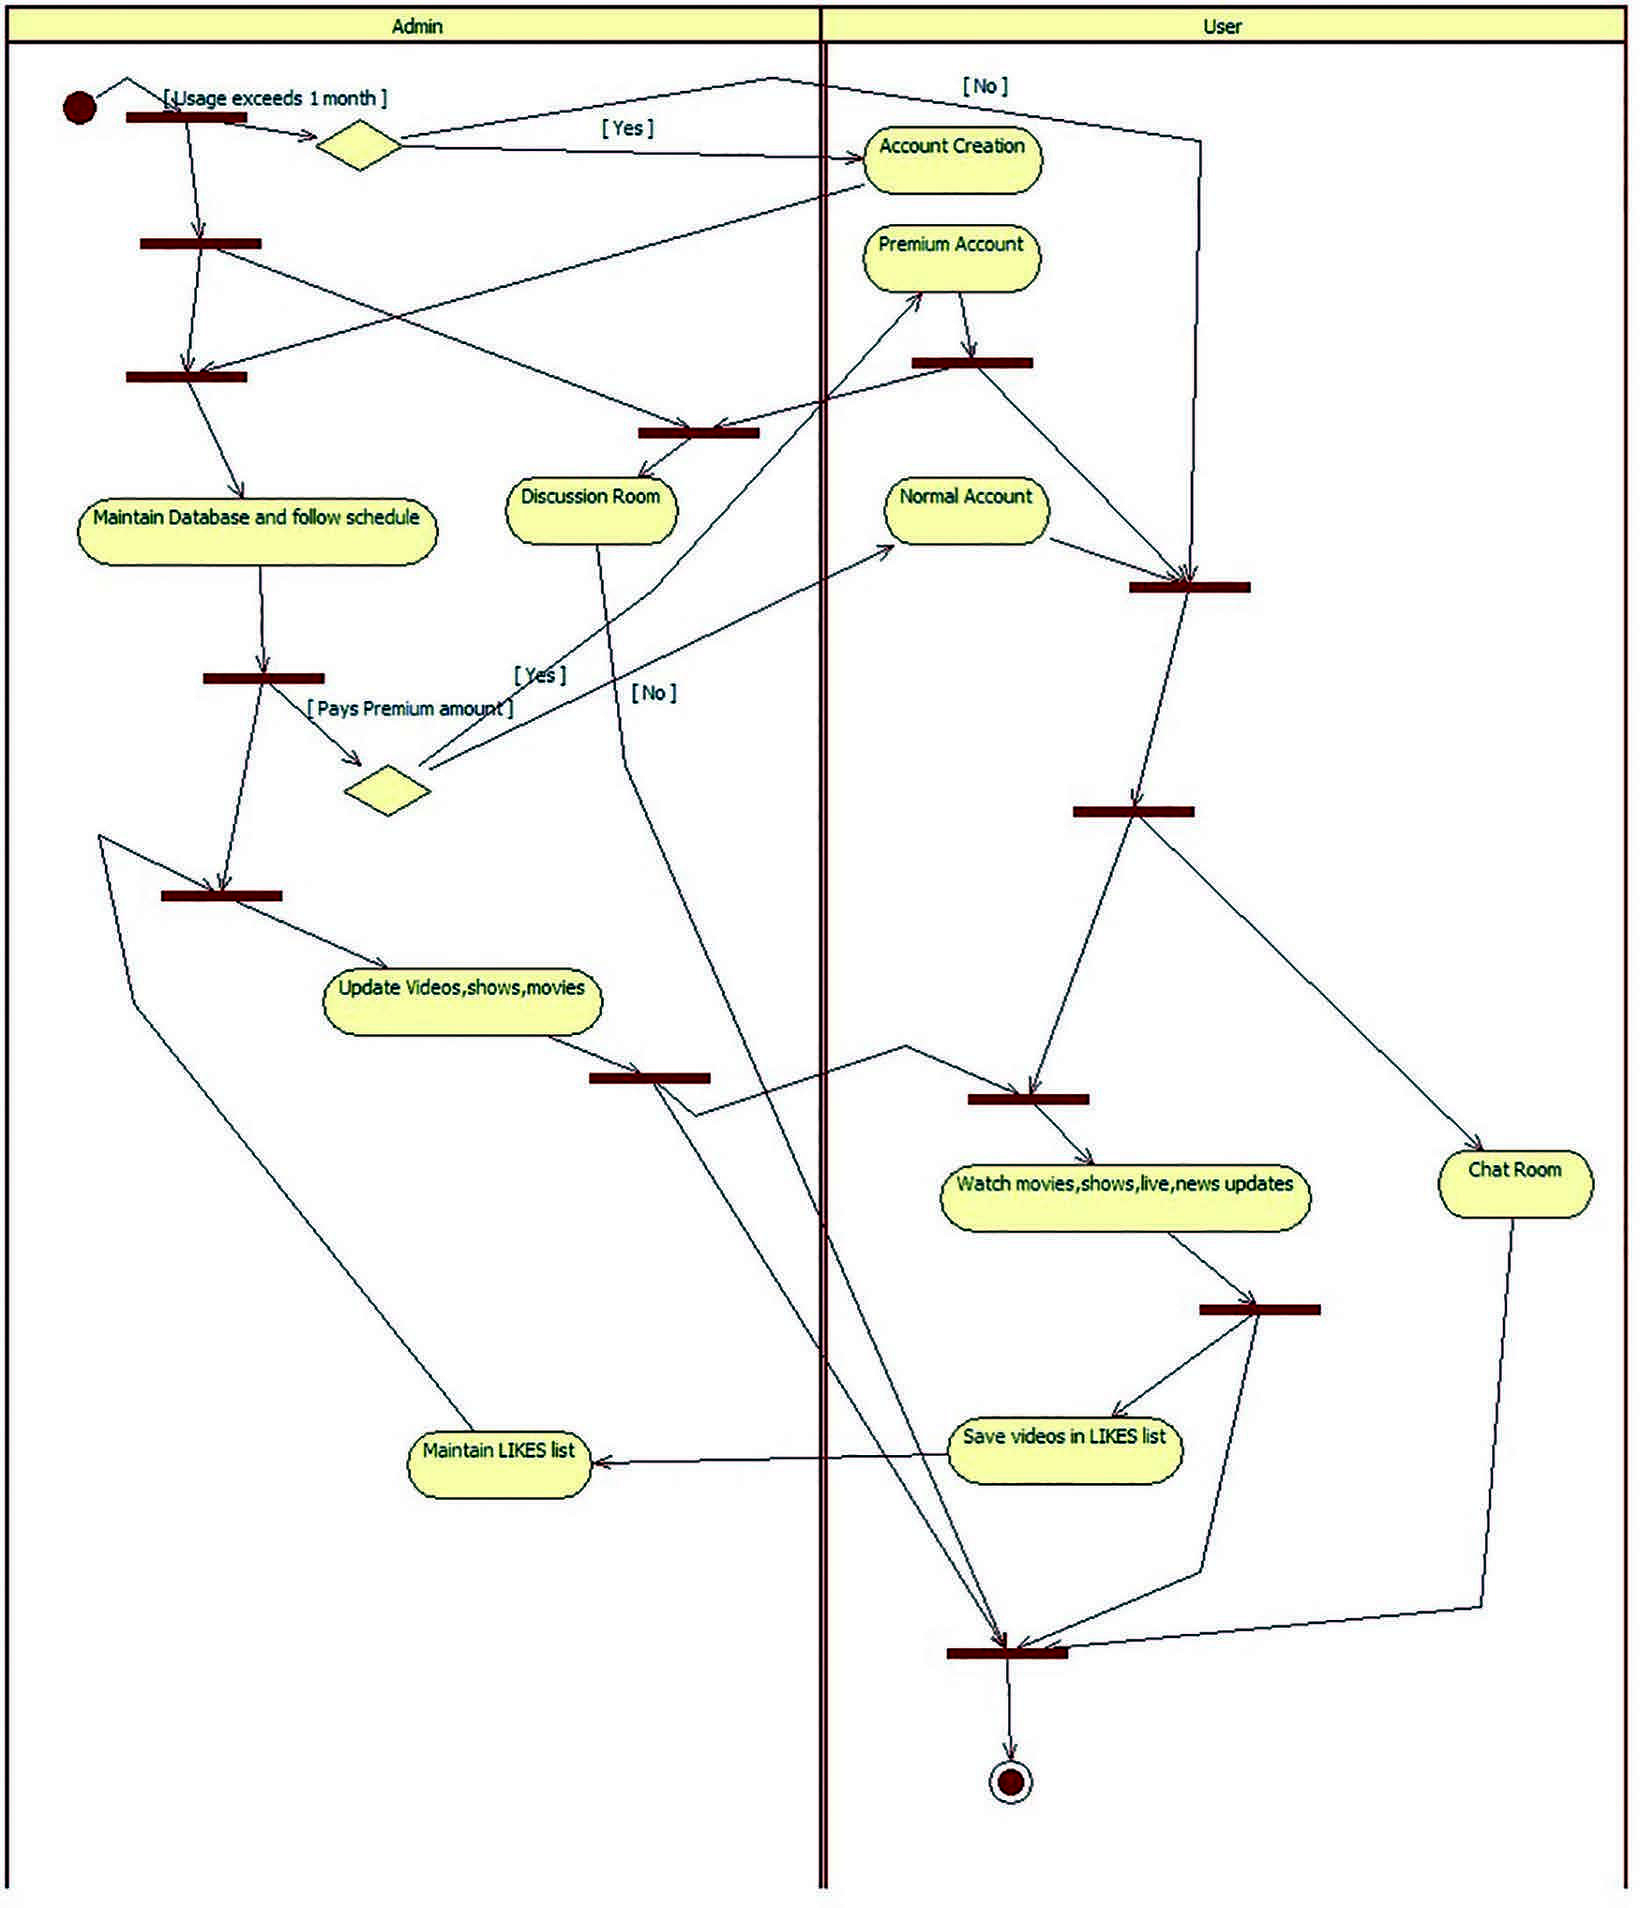 Admin
User
[ Usage exceeds 1 month ]
[ No ]
[ Yes ]
Account Creation
Premium Account
Discussion Room
Normal Account
Maintain Database and follow schedule
[ Yes ]
[ No ]
[ Pays Premium amount ]
Update Videos,shows,movies
Watch movies,shows,live,news updates
Chat Room
Save videos in LIKES list
Maintain LIKES list